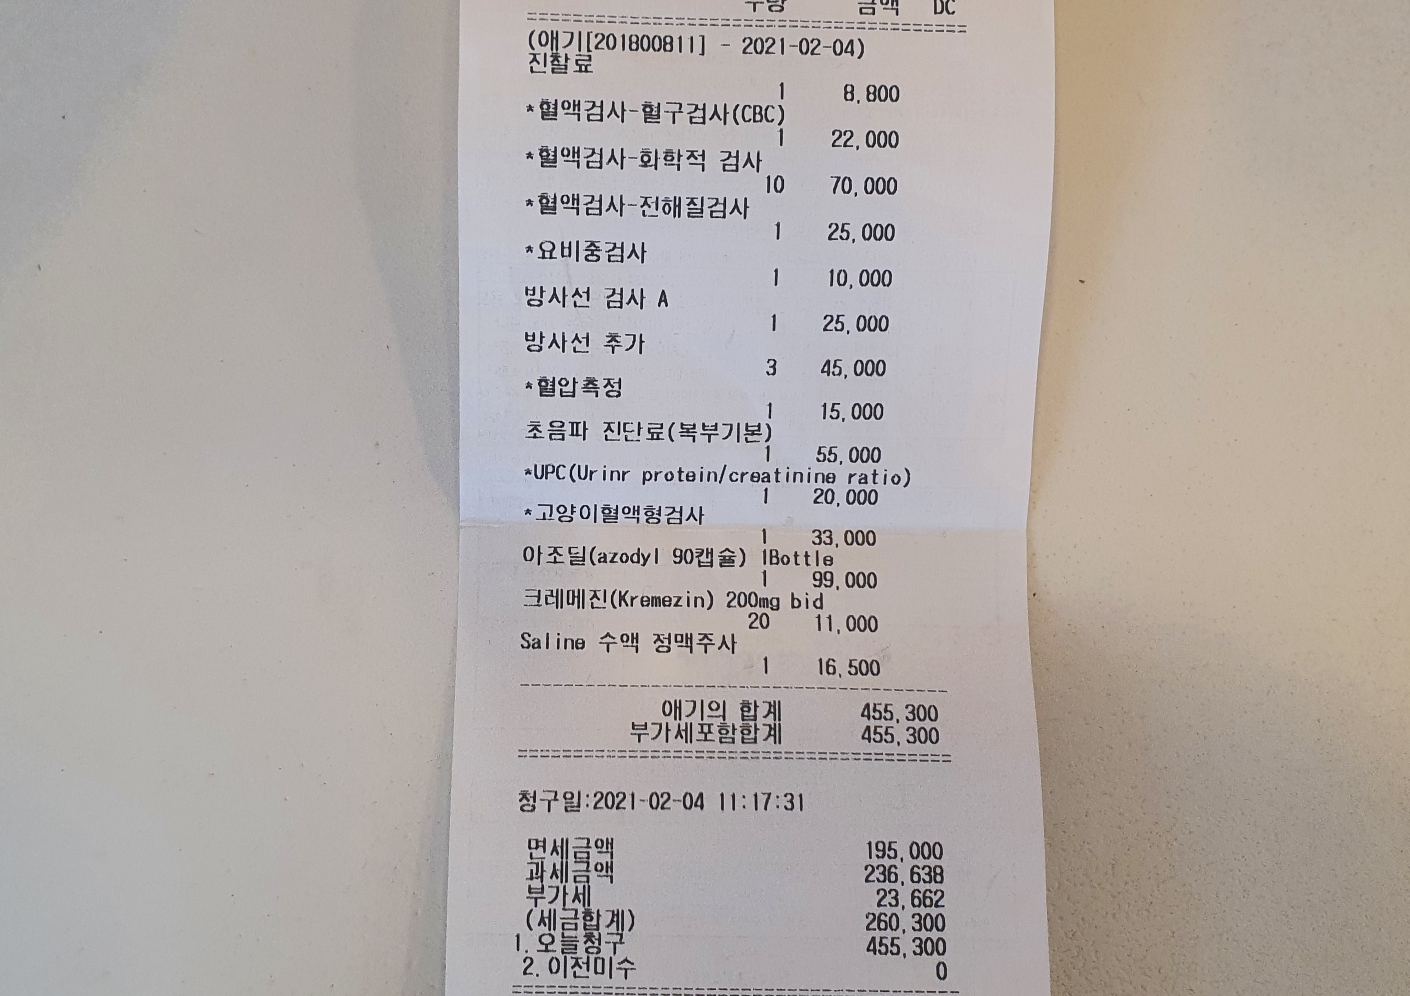 수량 금액 DC
(애기[201800811] - 2021-02-04)
진찰료
1 8,800
*혈액검사-혈구검사(CBC)
1 22,000
*혈액검사-화학적 검사
10 70,000
*혈액검사-전해질검사
1 25,000
*요비중검사
1 10,000
방사선 검사 A
1 25,000
방사선 추가
3 45,000
*혈압측정
1 15,000
초음파 진단료(복부기본)
1 55,000
*UPC(Urinr protein/creatinine ratio)
1 20,000
*고양이혈액형검사
1 33,000
아조딜(azodyl 90캡슐) 1Bottle
1 99,000
크레메진(Kremezin) 200mg bid
20 11,000
Saline 수액 정맥주사
1 16,500
애기의 합계 455,300
부가세포함합계 455,300
청구일:2021-02-04 11:17:31
면세금액 195,000
과세금액 236,638
부가세 23,662
(세금합계) 260,300
1. 오늘청구 455,300
2. 이전미수 0